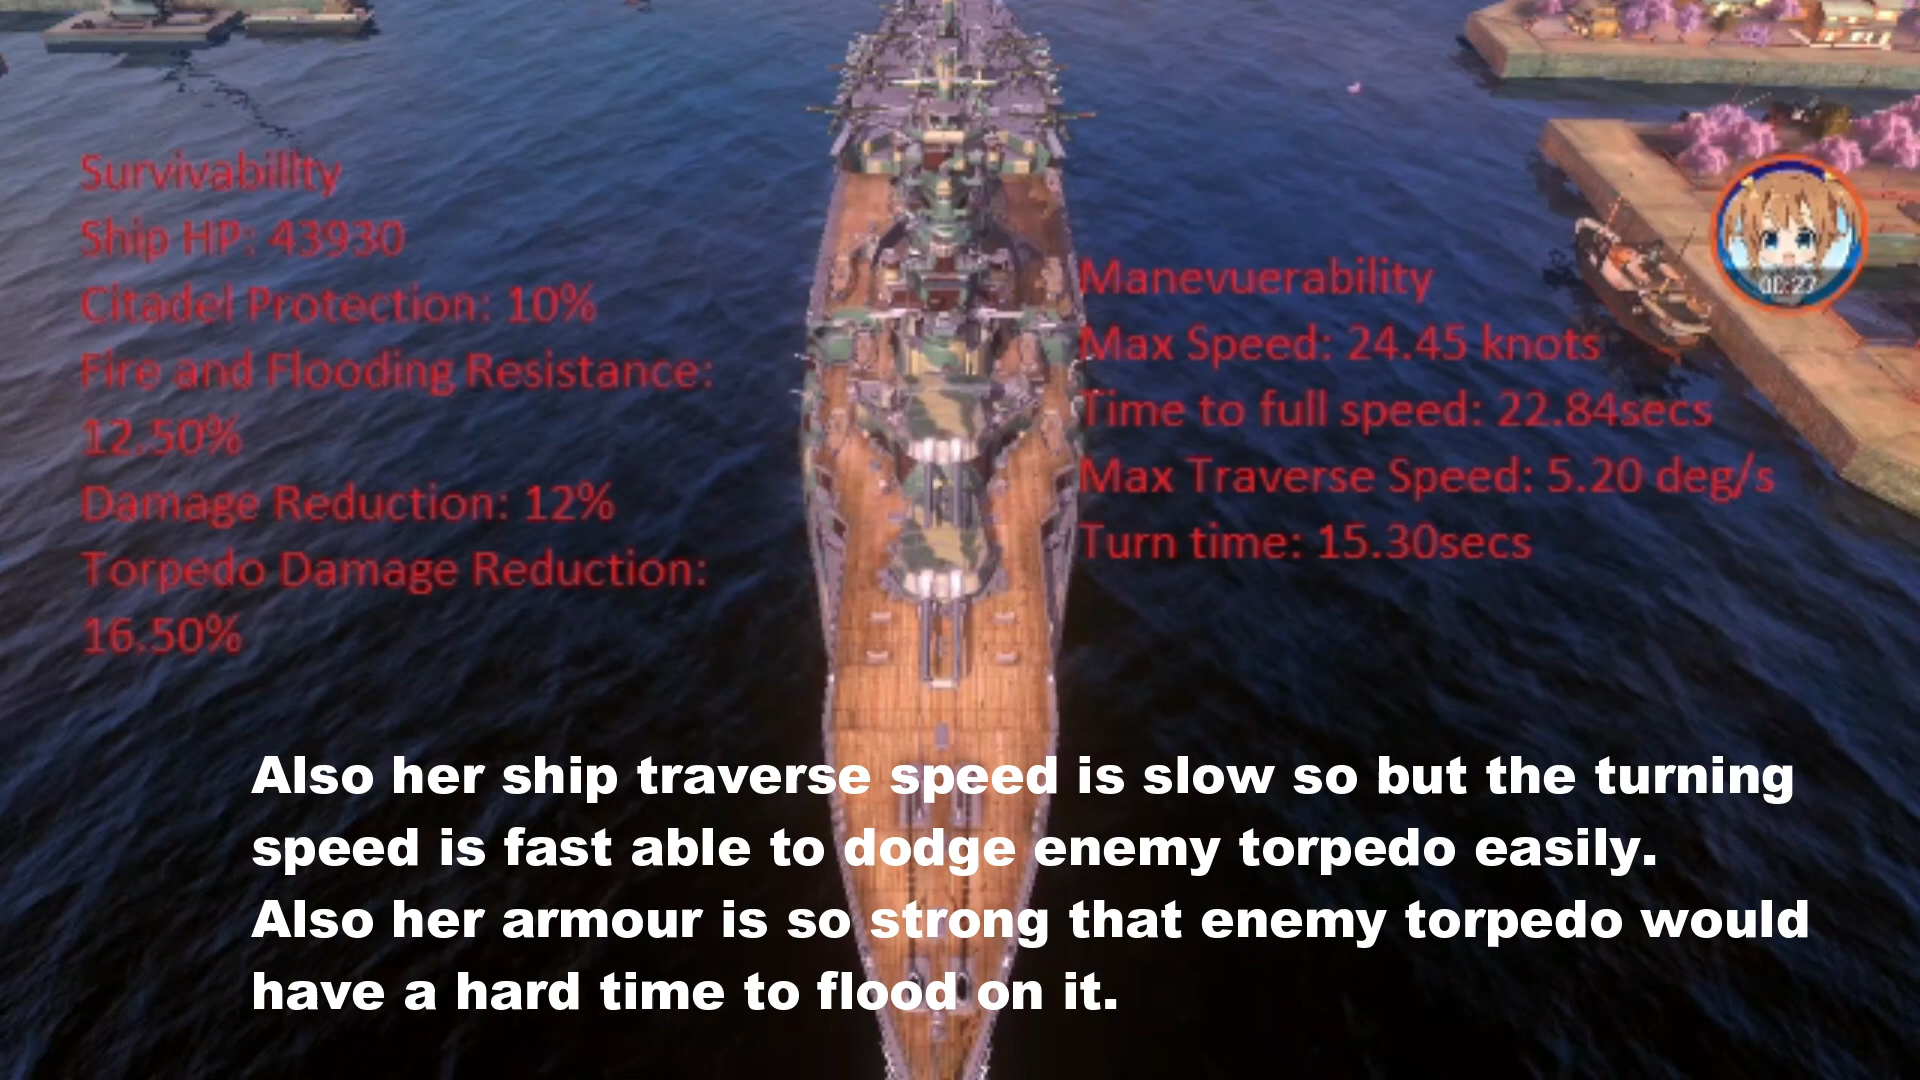 Survivability
Ship HP: 43930
Citadel Protection: 10%
Fire and Flooding Resistance:
12.50%
Damage Reduction: 12%
Torpedo Damage Reduction:
16.50%
Manevuerability
Max Speed: 24.45 knots
Time to full speed: 22.84secs
Max Traverse Speed: 5.20 deg/s
Turn time: 15.30secs
00:27
Also her ship traverse speed is slow so but the turning
speed is fast able to dodge enemy torpedo easily.
Also her armour is so strong that enemy torpedo would
have a hard time to flood on it.